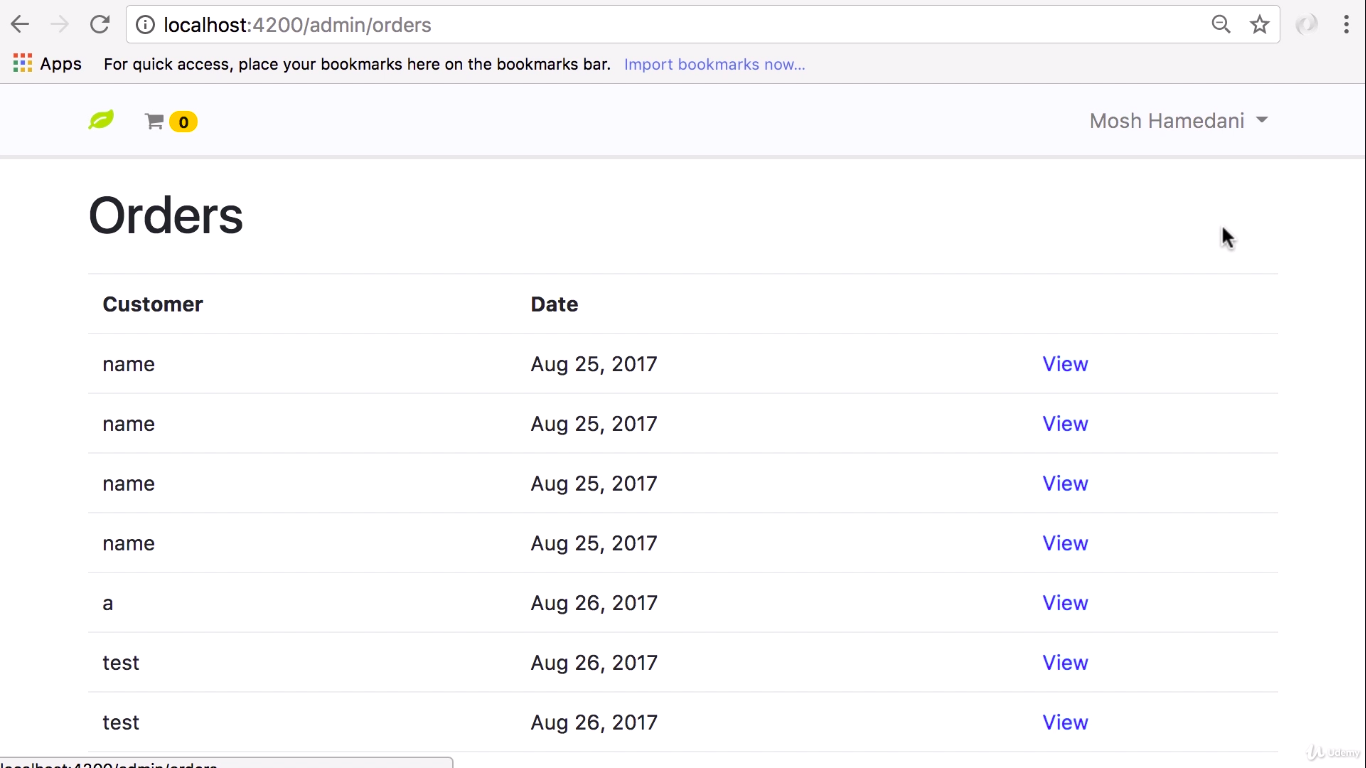 localhost:4200/admin/orders
Apps For quick access, place your bookmarks here on the bookmarks bar. Import bookmarks now...
0 Mosh Hamedani
Orders
Customer Date
name Aug 25, 2017 View
name Aug 25, 2017 View
name Aug 25, 2017 View
name Aug 25, 2017 View
a Aug 26, 2017 View
test Aug 26, 2017 View
test Aug 26, 2017 View
Udemy
localhost:4200/admin/orders